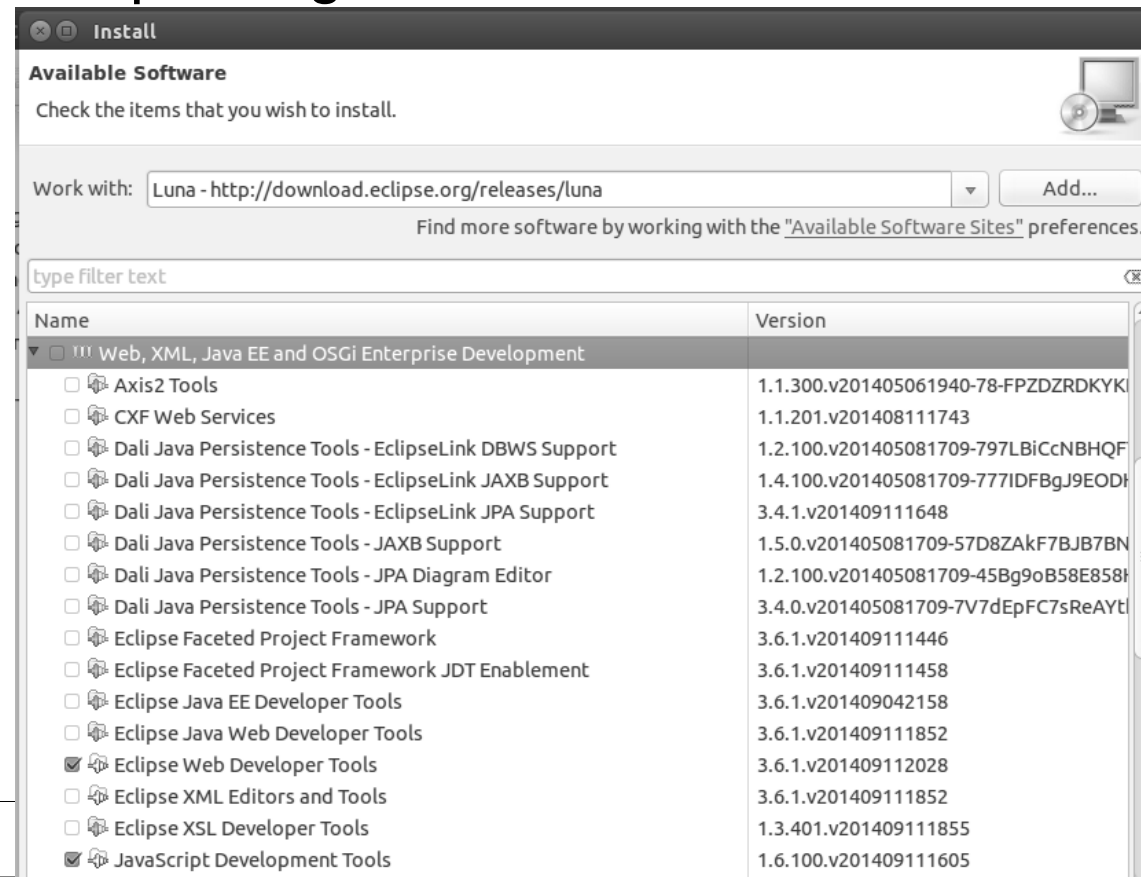 Install
Available Software
Check the items that you wish to install.
Work with: Luna - http://download.eclipse.org/releases/luna Add...
Find more software by working with the "Available Software Sites" preferences.
type filter text
Name Version
Web, XML, Java EE and OSGi Enterprise Development
Axis2 Tools 1.1.300.v201405061940-78-FPZDZRDKYK
CXF Web Services 1.1.201.v201408111743
Dali Java Persistence Tools - EclipseLink DBWS Support 1.2.100.v201405081709-797LBiCcNBHQF
Dali Java Persistence Tools - EclipseLink JAXB Support 1.4.100.v201405081709-777IDFBgJ9EOD
Dali Java Persistence Tools - EclipseLink JPA Support 3.4.1.v201409111648
Dali Java Persistence Tools - JAXB Support 1.5.0.v201405081709-57D8ZAkF7BJB7BN
Dali Java Persistence Tools - JPA Diagram Editor 1.2.100.v201405081709-45Bg9oB58E858
Dali Java Persistence Tools - JPA Support 3.4.0.v201405081709-7V7dEpFC7sReAYt
Eclipse Faceted Project Framework 3.6.1.v201409111446
Eclipse Faceted Project Framework JDT Enablement 3.6.1.v201409111458
Eclipse Java EE Developer Tools 3.6.1.v201409042158
Eclipse Java Web Developer Tools 3.6.1.v201409111852
Eclipse Web Developer Tools 3.6.1.v201409112028
Eclipse XML Editors and Tools 3.6.1.v201409111852
Eclipse XSL Developer Tools 1.3.401.v201409111855
JavaScript Development Tools 1.6.100.v201409111605